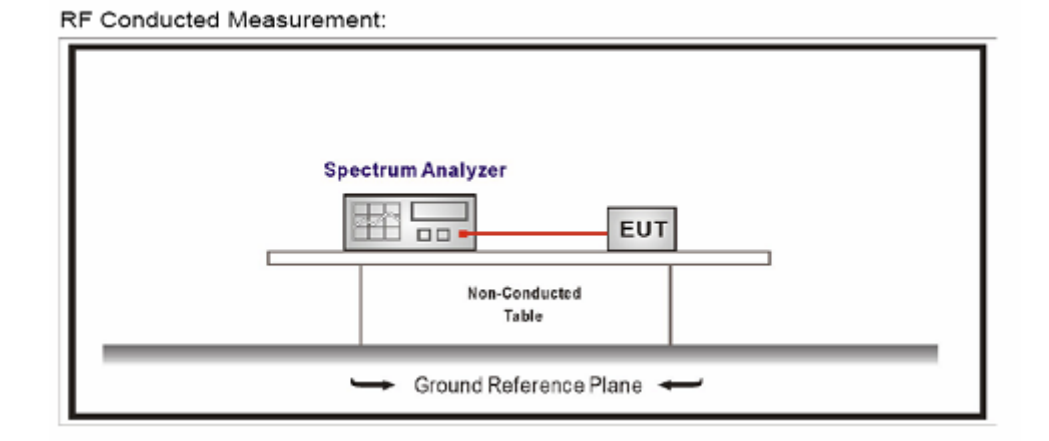 RF Conducted Measurement:
Spectrum Analyzer
EUT
Non-Conducted
Table
Ground Reference Plane